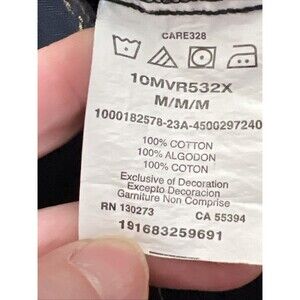 CARE328
10MVR532X
M/M/M
1000182578-23A-4500297240
100% COTTON
100% ALGODON
100% COTON
Exclusive of Decoration
Excepto Decoracion
Garniture Non Comprise
RN 130273 CA 55394
191683259691